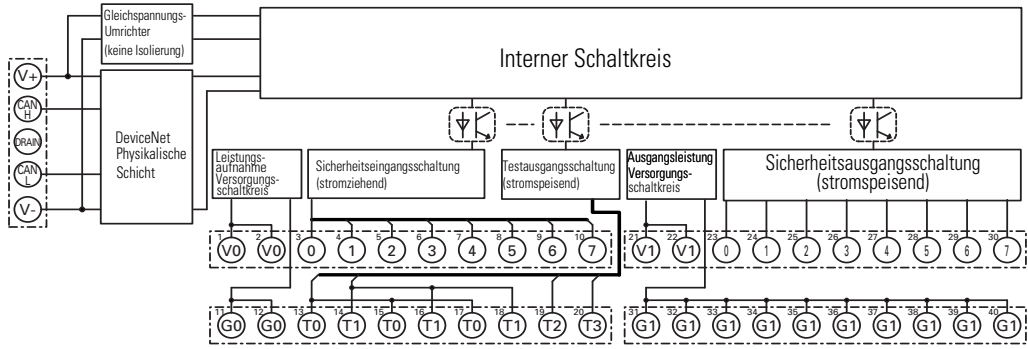 Gleichspannungs-
Umrichter
(keine Isolierung)
Interner Schaltkreis
V+
CAN
H
DRAIN
CAN
L
V-
DeviceNet
Physikalische
Schicht
Leistungs-
aufnahme
Versorgungs-
schaltkreis
Sicherheitseingangsschaltung
(stromziehend)
Testausgangsschaltung
(stromspeisend)
Ausgangsleistung
Versorgungs-
schaltkreis
Sicherheitsausgangsschaltung
(stromspeisend)
1 2 3 4 5 6 7 8 9 10
V0 V0 0 1 2 3 4 5 6 7
21 22 23 24 25 26 27 28 29 30
V1 V1 0 1 2 3 4 5 6 7
11 12 13 14 15 16 17 18 19 20
G0 G0 T0 T1 T0 T1 T0 T1 T2 T3
31 32 33 34 35 36 37 38 39 40
G1 G1 G1 G1 G1 G1 G1 G1 G1 G1